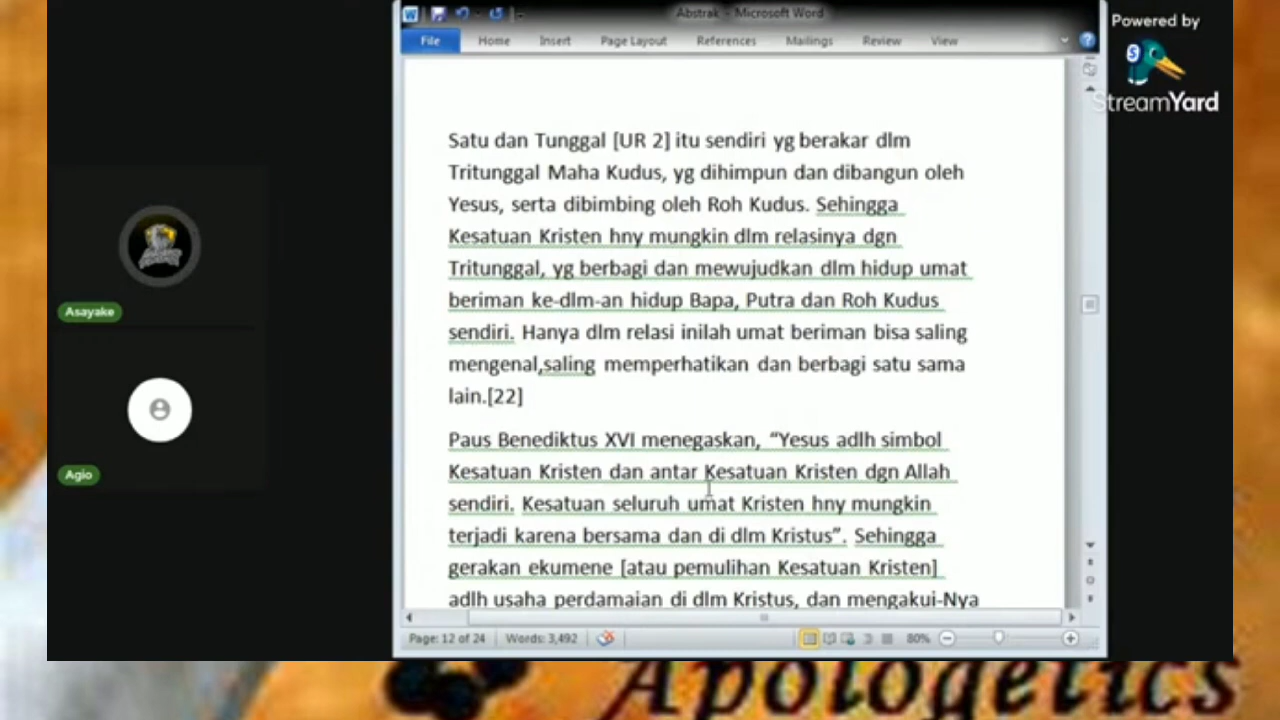 Abstrak - Microsoft Word
File Home Insert Page Layout References Mailings Review View
Powered by
StreamYard
Satu dan Tunggal [UR 2] itu sendiri yg berakar dlm
Tritunggal Maha Kudus, yg dihimpun dan dibangun oleh
Yesus, serta dibimbing oleh Roh Kudus. Sehingga
Kesatuan Kristen hny mungkin dlm relasinya dgn
Tritunggal, yg berbagi dan mewujudkan dlm hidup umat
beriman ke-dlm-an hidup Bapa, Putra dan Roh Kudus
sendiri. Hanya dlm relasi inilah umat beriman bisa saling
mengenal,saling memperhatikan dan berbagi satu sama
lain.[22]
Paus Benediktus XVI menegaskan, “Yesus adlh simbol
Kesatuan Kristen dan antar Kesatuan Kristen dgn Allah
sendiri. Kesatuan seluruh umat Kristen hny mungkin
terjadi karena bersama dan di dlm Kristus”. Sehingga
gerakan ekumene [atau pemulihan Kesatuan Kristen]
adlh usaha perdamaian di dlm Kristus, dan mengakui-Nya
Asayake
Agio
Page: 12 of 24 Words: 3,492 80%
Apologetics